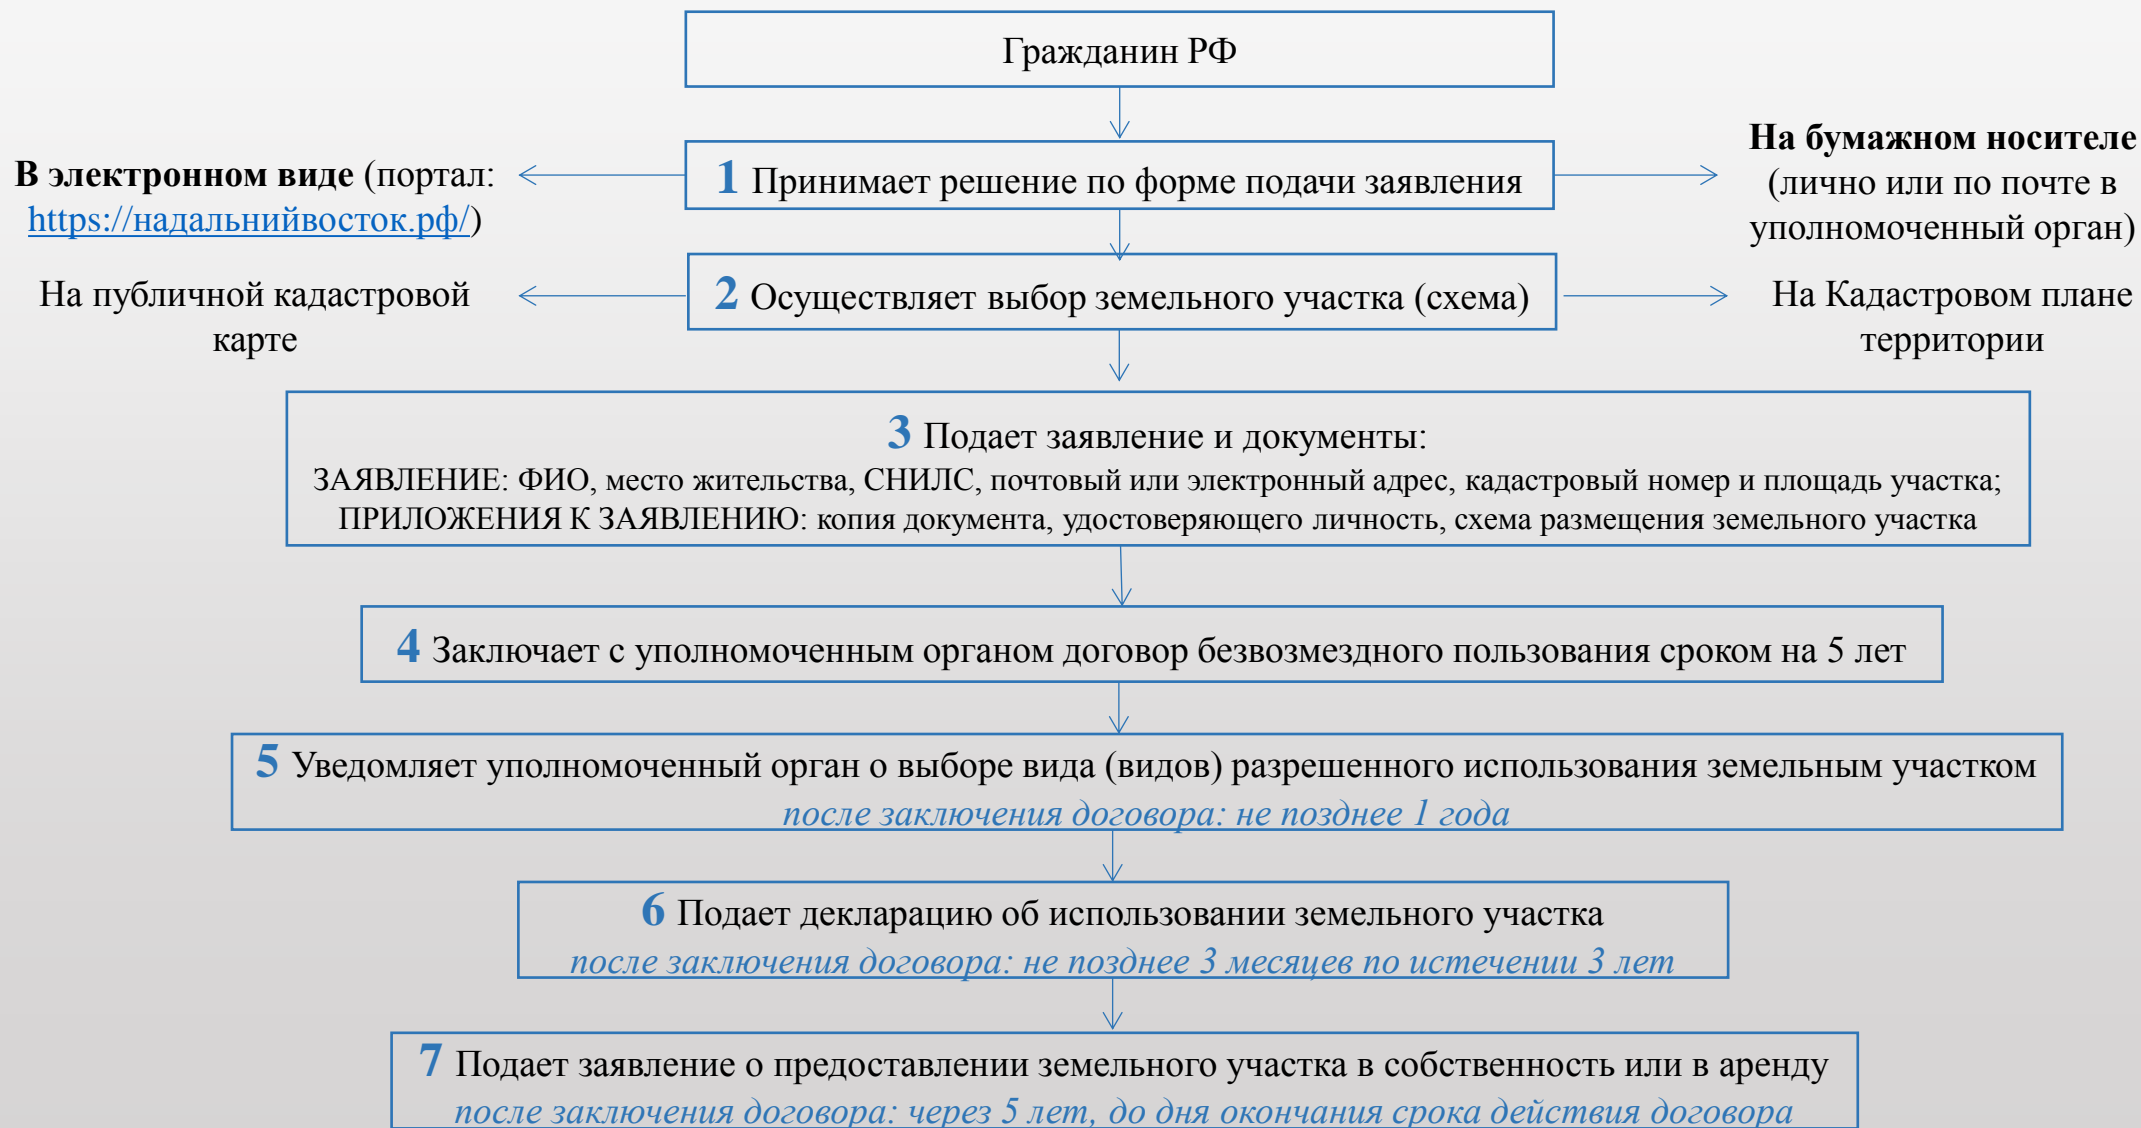 Гражданин РФ
В электронном виде (портал:
https://надальнийвосток.рф/)
1 Принимает решение по форме подачи заявления
На бумажном носителе
(лично или по почте в
уполномоченный орган)
На публичной кадастровой
карте
2 Осуществляет выбор земельного участка (схема)
На Кадастровом плане
территории
3 Подает заявление и документы:
ЗАЯВЛЕНИЕ: ФИО, место жительства, СНИЛС, почтовый или электронный адрес, кадастровый номер и площадь участка;
ПРИЛОЖЕНИЯ К ЗАЯВЛЕНИЮ: копия документа, удостоверяющего личность, схема размещения земельного участка
4 Заключает с уполномоченным органом договор безвозмездного пользования сроком на 5 лет
5 Уведомляет уполномоченный орган о выборе вида (видов) разрешенного использования земельным участком
после заключения договора: не позднее 1 года
6 Подает декларацию об использовании земельного участка
после заключения договора: не позднее 3 месяцев по истечении 3 лет
7 Подает заявление о предоставлении земельного участка в собственность или в аренду
после заключения договора: через 5 лет, до дня окончания срока действия договора